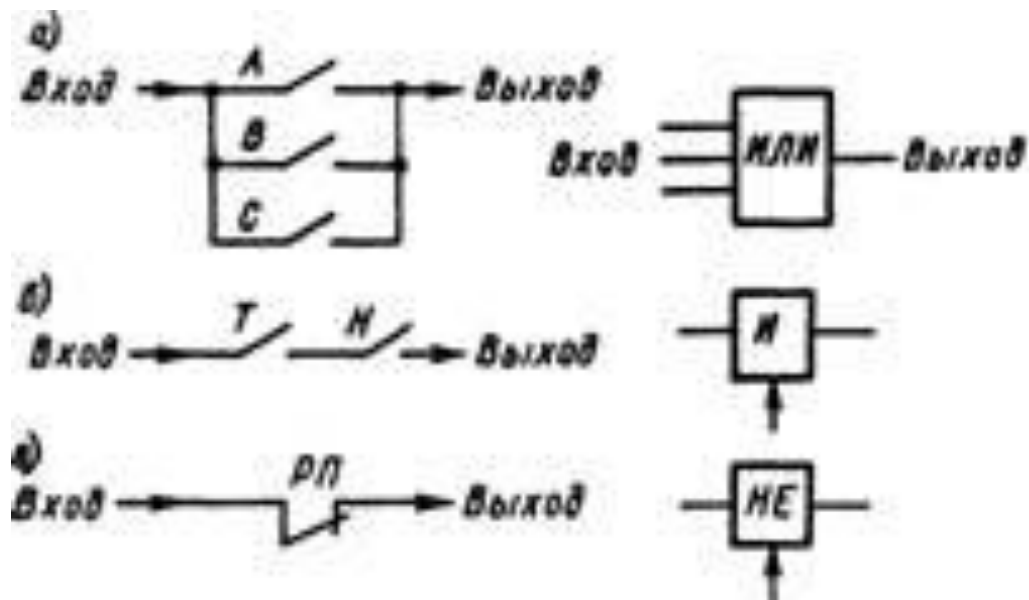 а)
Вход А Выход
В
С
Вход ИЛИ Выход
б)
Вход Т Н Выход
И
в)
Вход РП Выход
НЕ